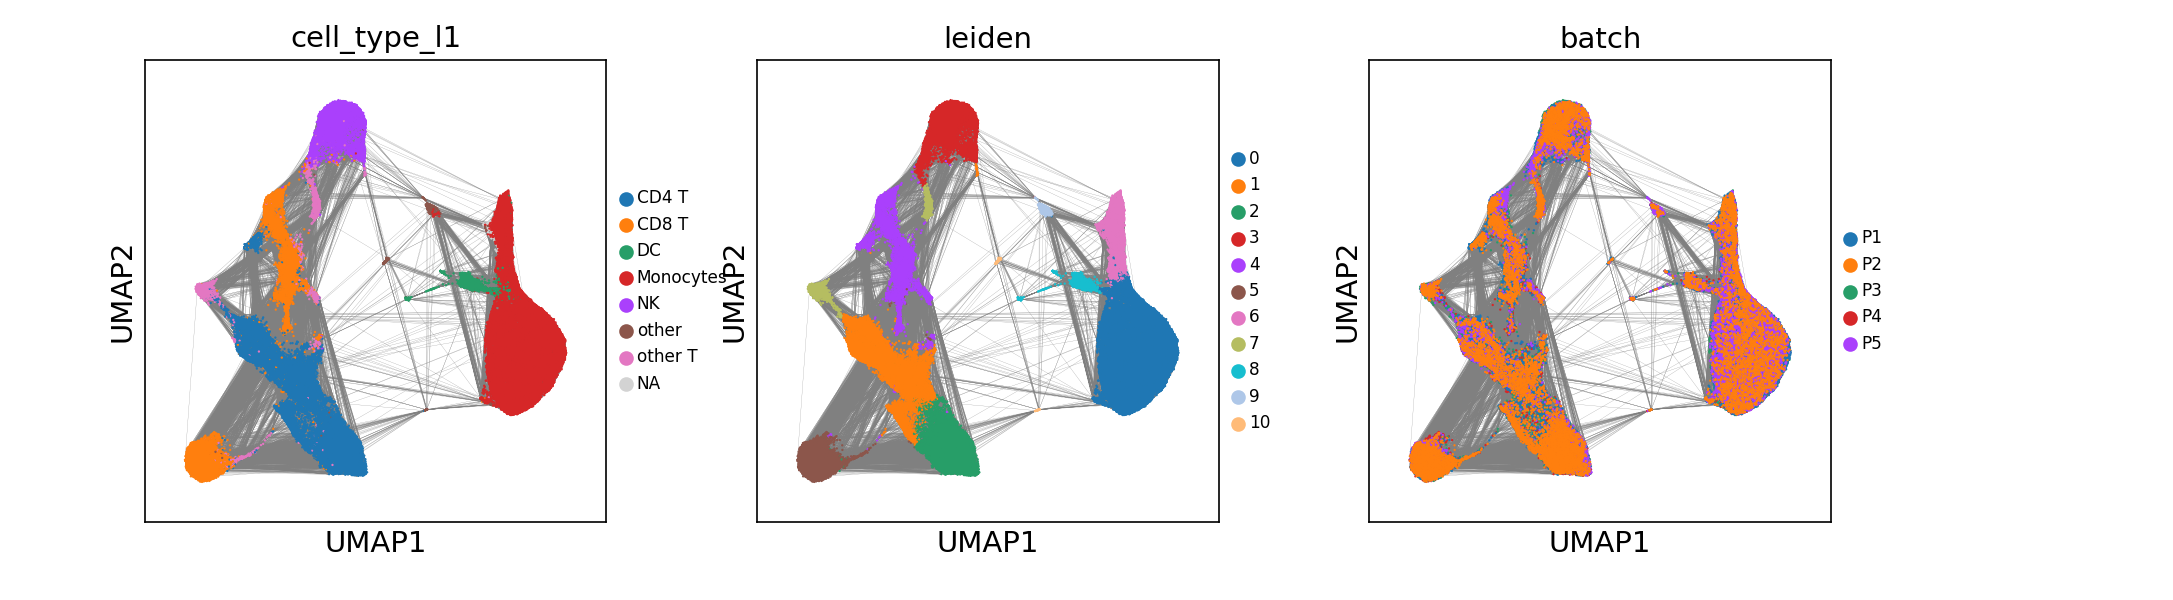 cell_type_l1
UMAP2
UMAP1
CD4 T
CD8 T
DC
Monocytes
NK
other
other T
NA
leiden
UMAP2
UMAP1
0
1
2
3
4
5
6
7
8
9
10
batch
UMAP2
UMAP1
P1
P2
P3
P4
P5